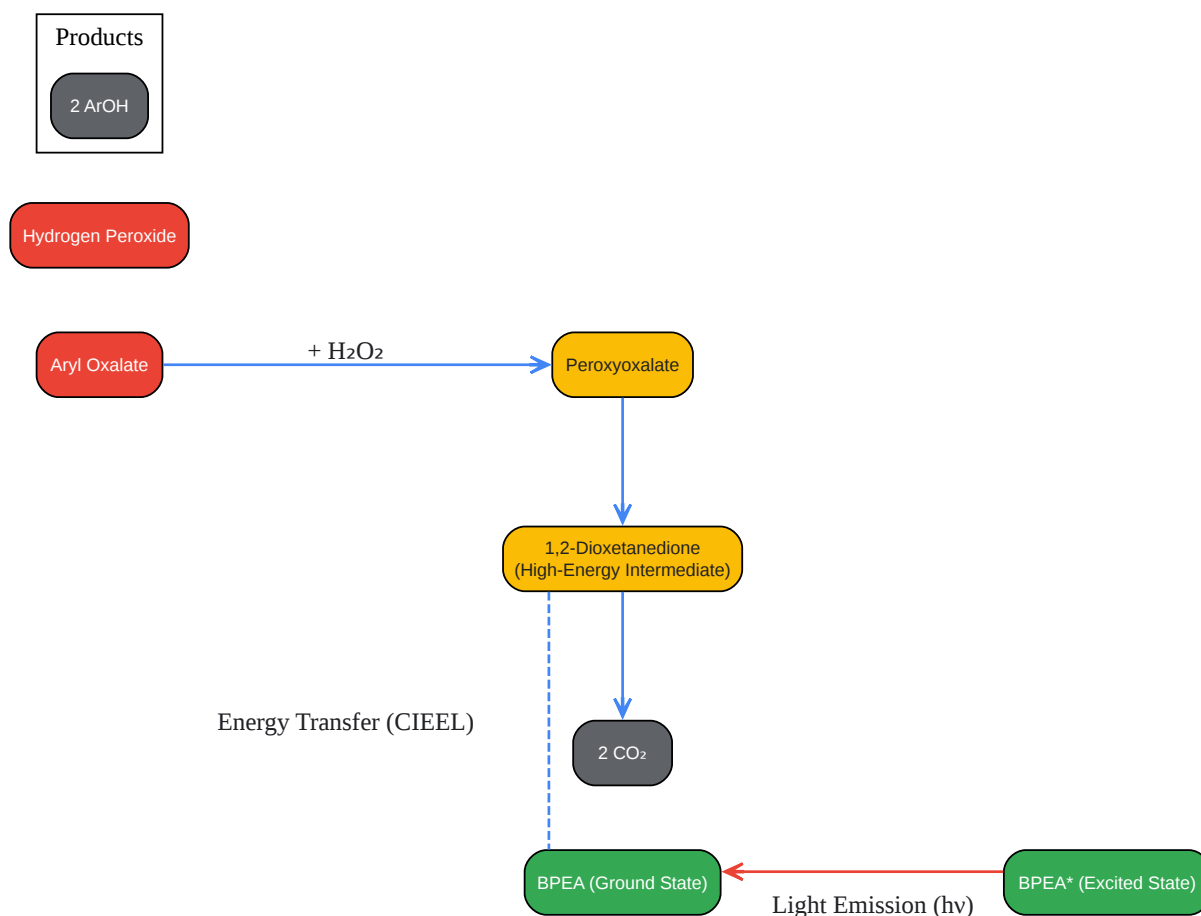 Products
2 ArOH
Hydrogen Peroxide
Aryl Oxalate
+ H₂O₂
Peroxyoxalate
1,2-Dioxetanedione
(High-Energy Intermediate)
Energy Transfer (CIEEL)
2 CO₂
BPEA (Ground State)
BPEA* (Excited State)
Light Emission (hν)